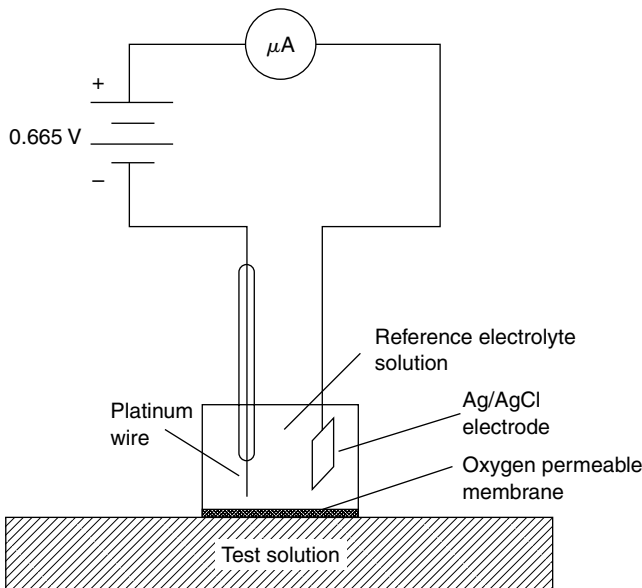 μA
+
0.665 V
–
Reference electrolyte
solution
Platinum
wire
Ag/AgCl
electrode
Oxygen permeable
membrane
Test solution